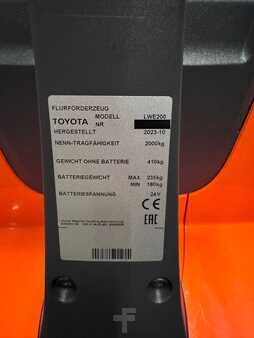 FLURFÖRDERZEUG
TOYOTA MODELL LWE200
NR
HERGESTELLT 2023-10
NENN-TRAGFÄHIGKEIT 2000kg
GEWICHT OHNE BATTERIE 410kg
BATTERIEGEWICHT MAX 235kg
MIN 180kg
BATTERIESPANNUNG 24V
CE EAC